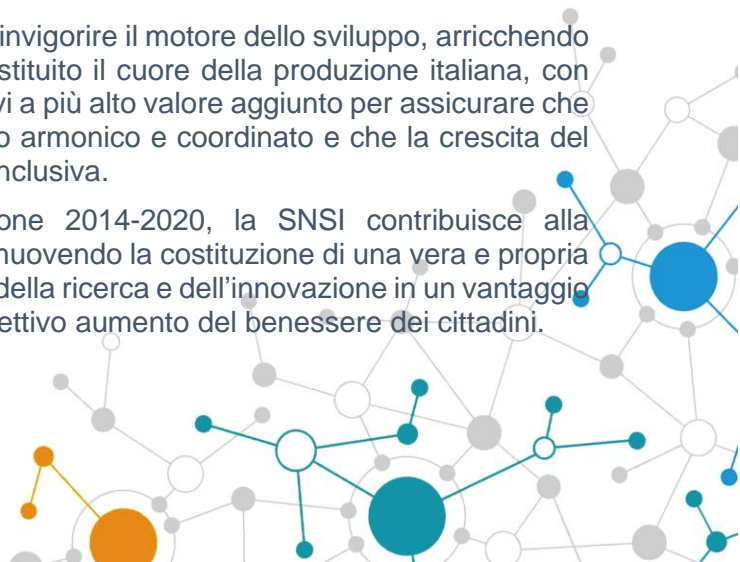 invigorire il motore dello sviluppo, arricchendo
stituito il cuore della produzione italiana, con
vi a più alto valore aggiunto per assicurare che
o armonico e coordinato e che la crescita del
nclusiva.
one 2014-2020, la SNSI contribuisce alla
muovendo la costituzione di una vera e propria
della ricerca e dell'innovazione in un vantaggio
ettivo aumento del benessere dei cittadini.